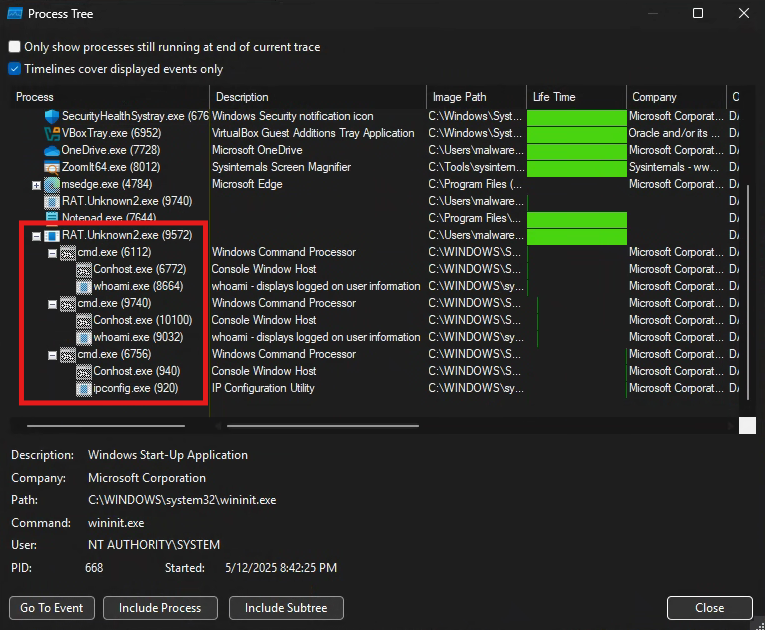 Process Tree
Only show processes still running at end of current trace
Timelines cover displayed events only
Process Description Image Path Life Time Company
SecurityHealthSystray.exe (676 Windows Security notification icon C:\Windows\Syst... Microsoft Corporat...
VBoxTray.exe (6952) VirtualBox Guest Additions Tray Application C:\Windows\Syst... Oracle and/or its ...
OneDrive.exe (7728) Microsoft OneDrive C:\Users\malware... Microsoft Corporat...
ZoomIt64.exe (8012) Sysinternals Screen Magnifier C:\Tools\sysintern... Sysinternals - ww...
msedge.exe (4784) Microsoft Edge C:\Program Files (... Microsoft Corporat...
RAT.Unknown2.exe (9740) C:\Users\malware...
Notepad.exe (7644) C:\Program Files\...
RAT.Unknown2.exe (9572) C:\Users\malware...
cmd.exe (6112) Windows Command Processor C:\WINDOWS\S... Microsoft Corporat...
Conhost.exe (6772) Console Window Host C:\WINDOWS\S... Microsoft Corporat...
whoami.exe (8664) whoami - displays logged on user information C:\WINDOWS\sy... Microsoft Corporat...
cmd.exe (9740) Windows Command Processor C:\WINDOWS\S... Microsoft Corporat...
Conhost.exe (10100) Console Window Host C:\WINDOWS\S... Microsoft Corporat...
whoami.exe (9032) whoami - displays logged on user information C:\WINDOWS\sy... Microsoft Corporat...
cmd.exe (6756) Windows Command Processor C:\WINDOWS\S... Microsoft Corporat...
Conhost.exe (940) Console Window Host C:\WINDOWS\S... Microsoft Corporat...
ipconfig.exe (920) IP Configuration Utility C:\WINDOWS\sy... Microsoft Corporat...
Description: Windows Start-Up Application
Company: Microsoft Corporation
Path: C:\WINDOWS\system32\wininit.exe
Command: wininit.exe
User: NT AUTHORITY\SYSTEM
PID: 668 Started: 5/12/2025 8:42:25 PM
Go To Event Include Process Include Subtree Close